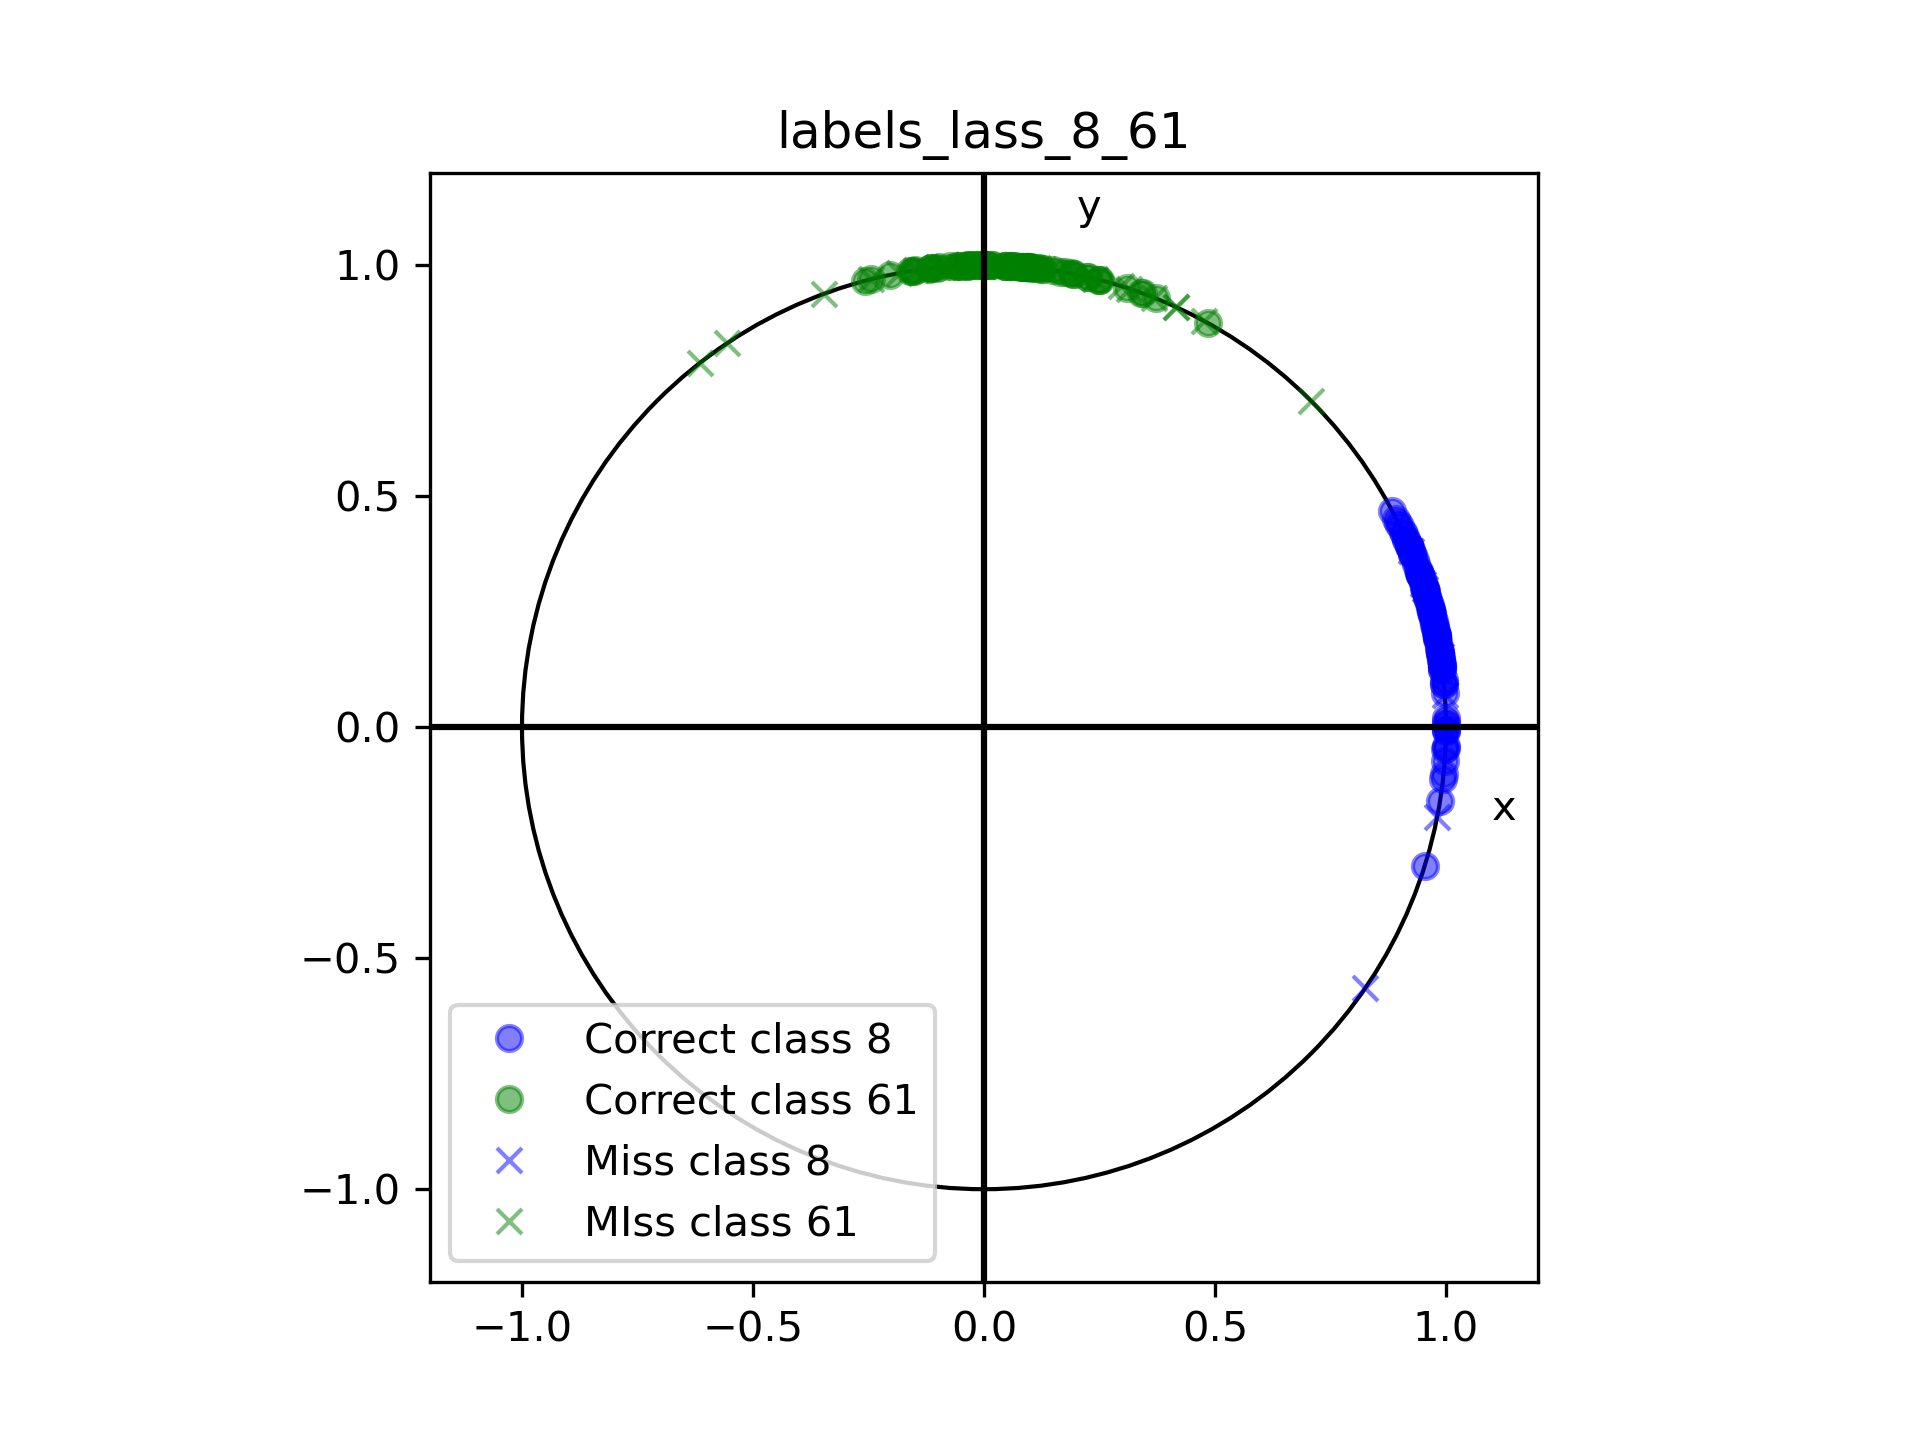 labels_lass_8_61
y
1.0
0.5
0.0
−0.5
−1.0
x
Correct class 8
Correct class 61
Miss class 8
MIss class 61
−1.0 −0.5 0.0 0.5 1.0